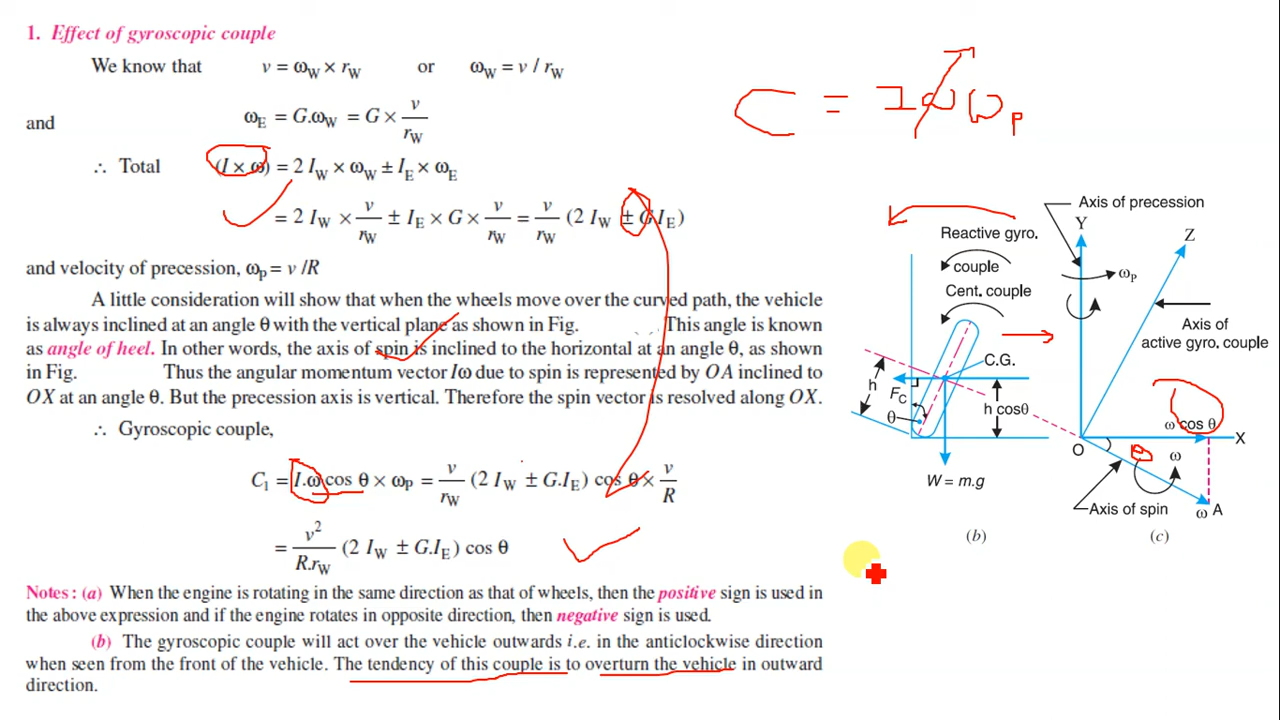 1. Effect of gyroscopic couple
We know that v = ωW × rW or ωW = v / rW
and ωE = G.ωW = G × v/rW
∴ Total (I × ω) = 2 IW × ωW ± IE × ωE
= 2 IW × v/rW ± IE × G × v/rW = v/rW (2 IW ± G.IE)
and velocity of precession, ωP = v /R
A little consideration will show that when the wheels move over the curved path, the vehicle
is always inclined at an angle θ with the vertical plane as shown in Fig. This angle is known
as angle of heel. In other words, the axis of spin is inclined to the horizontal at an angle θ, as shown
in Fig. Thus the angular momentum vector Iω due to spin is represented by OA inclined to
OX at an angle θ. But the precession axis is vertical. Therefore the spin vector is resolved along OX.
∴ Gyroscopic couple,
C1 = I.ω cos θ × ωP = v/rW (2 IW ± G.IE) cos θ × v/R
= v²/R.rW (2 IW ± G.IE) cos θ
Notes : (a) When the engine is rotating in the same direction as that of wheels, then the positive sign is used in
the above expression and if the engine rotates in opposite direction, then negative sign is used.
(b) The gyroscopic couple will act over the vehicle outwards i.e. in the anticlockwise direction
when seen from the front of the vehicle. The tendency of this couple is to overturn the vehicle in outward
direction.
C = I ω ωP
Reactive gyro.
couple
Cent. couple
C.G.
h
FC
θ
h cosθ
W = m.g
(b)
Axis of precession
Y
Z
ωP
Axis of
active gyro, couple
ω cos θ
X
O
θ
ω
Axis of spin
ω A
(c)